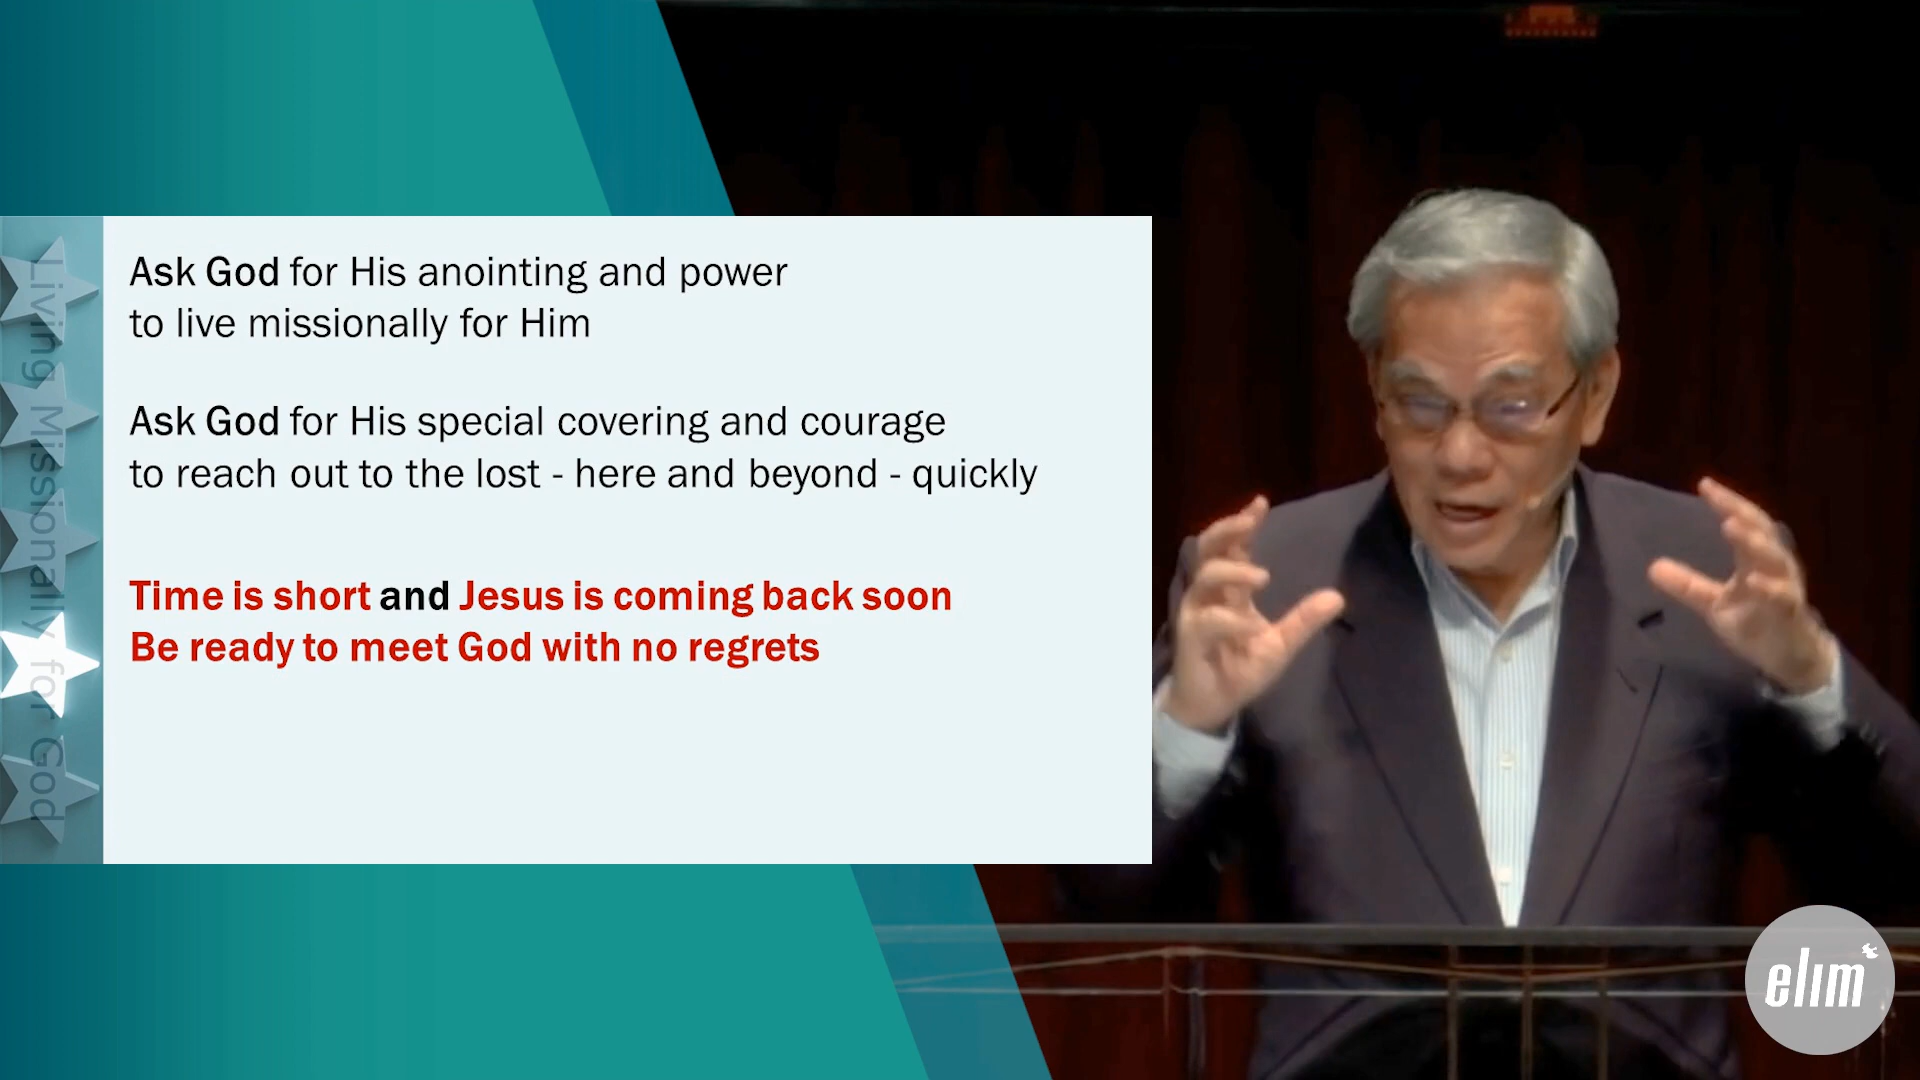 Living Missionally for God
Ask God for His anointing and power
to live missionally for Him
Ask God for His special covering and courage
to reach out to the lost - here and beyond - quickly
Time is short and Jesus is coming back soon
Be ready to meet God with no regrets
elim